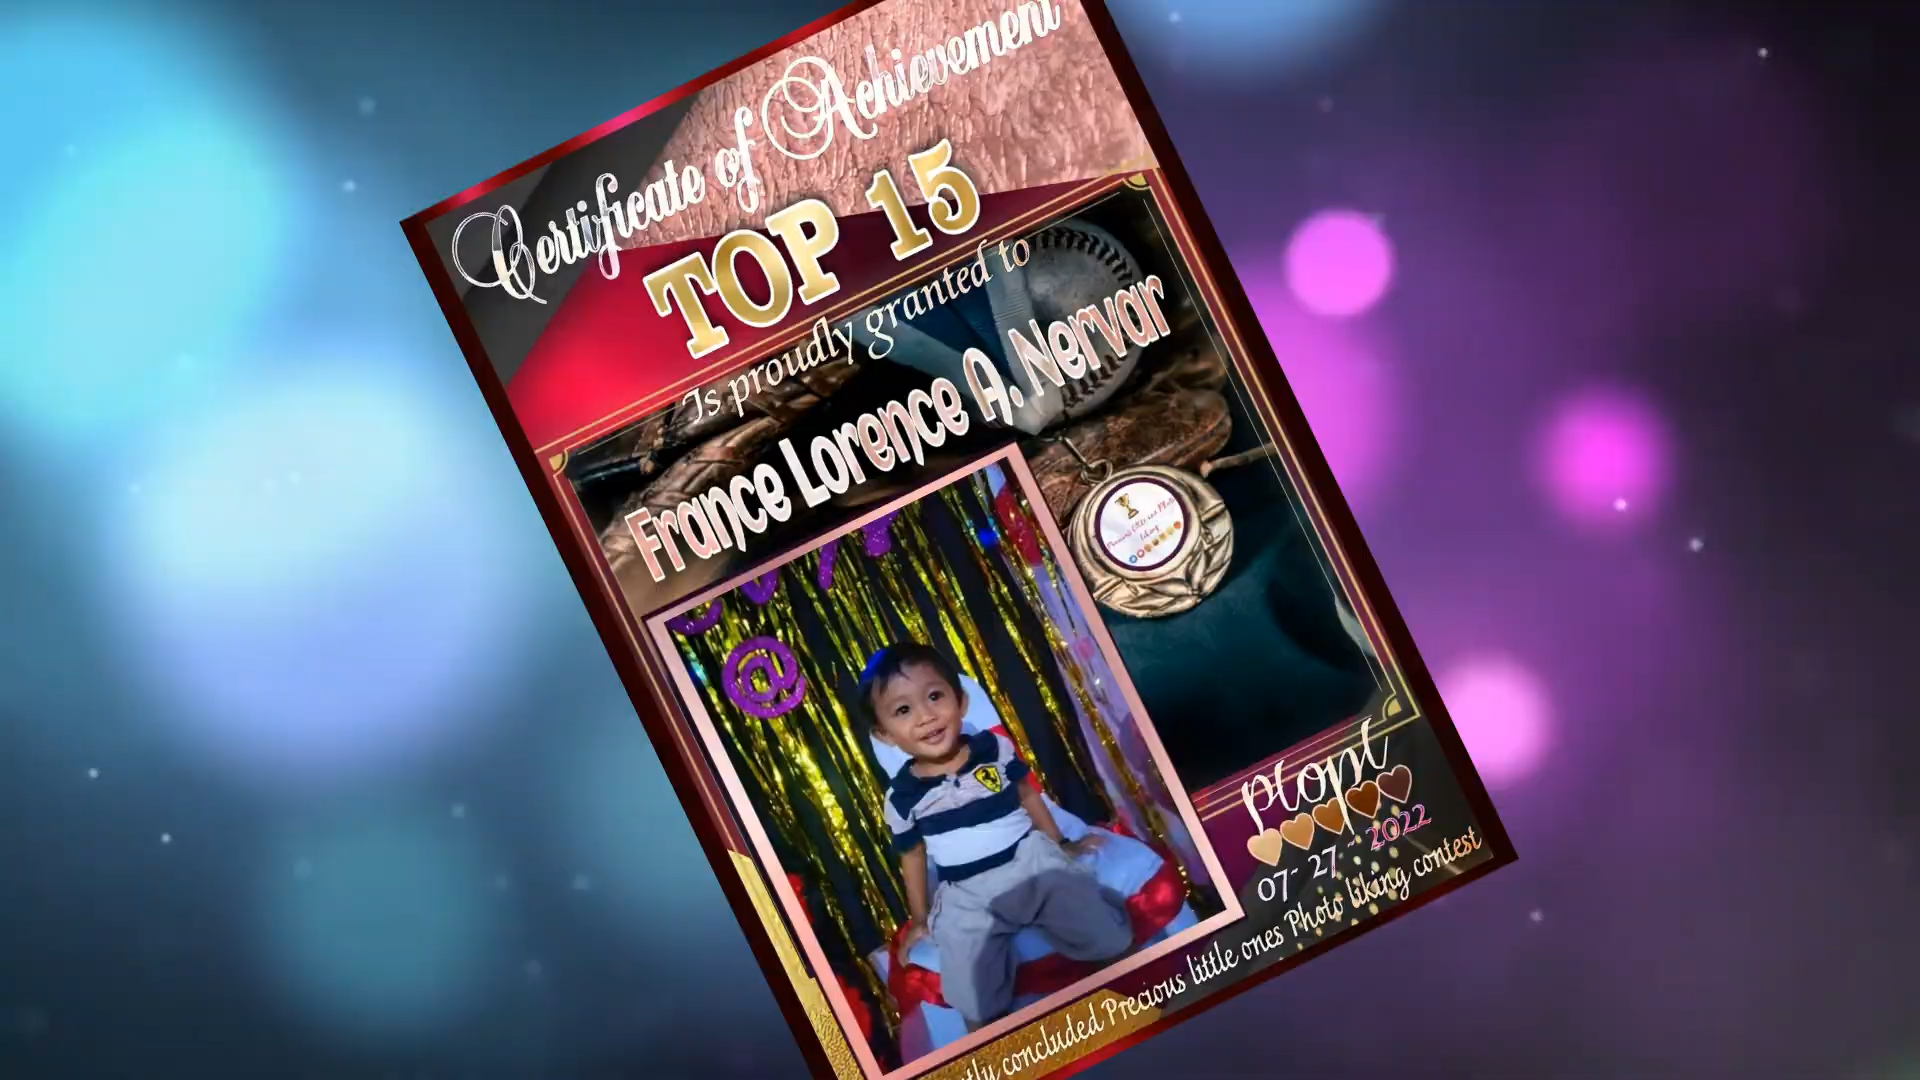 Certificate of Achievement
TOP 15
Is proudly granted to
France Lorence A. Nervar
@
plopl
07- 27 - 2022
concluded Precious little ones Photo liking contest